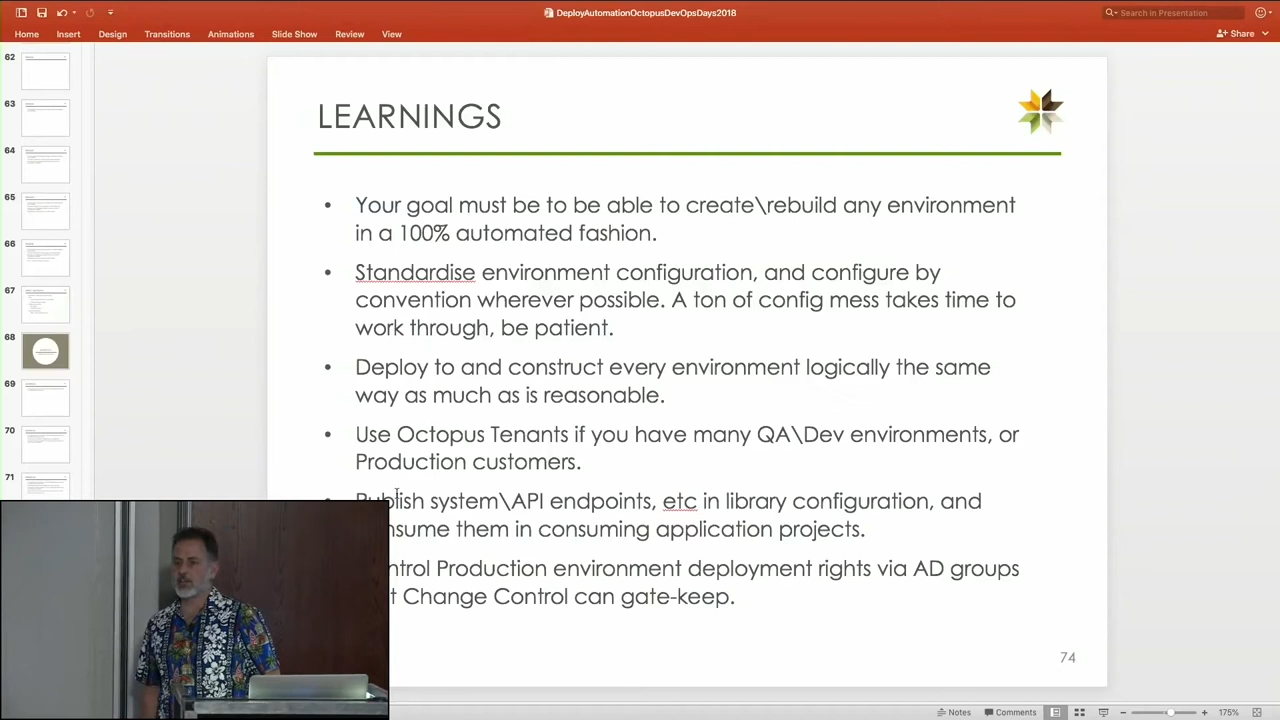 DeployAutomationOctopusDevOpsDays2018
Search in Presentation
Home Insert Design Transitions Animations Slide Show Review View
Share
62
63
64
65
66
67
68
69
70
71
LEARNINGS
• Your goal must be to be able to create\rebuild any environment
in a 100% automated fashion.
• Standardise environment configuration, and configure by
convention wherever possible. A ton of config mess takes time to
work through, be patient.
• Deploy to and construct every environment logically the same
way as much as is reasonable.
• Use Octopus Tenants if you have many QA\Dev environments, or
Production customers.
• Publish system\API endpoints, etc in library configuration, and
nsume them in consuming application projects.
ntrol Production environment deployment rights via AD groups
t Change Control can gate-keep.
74
Notes Comments 175%